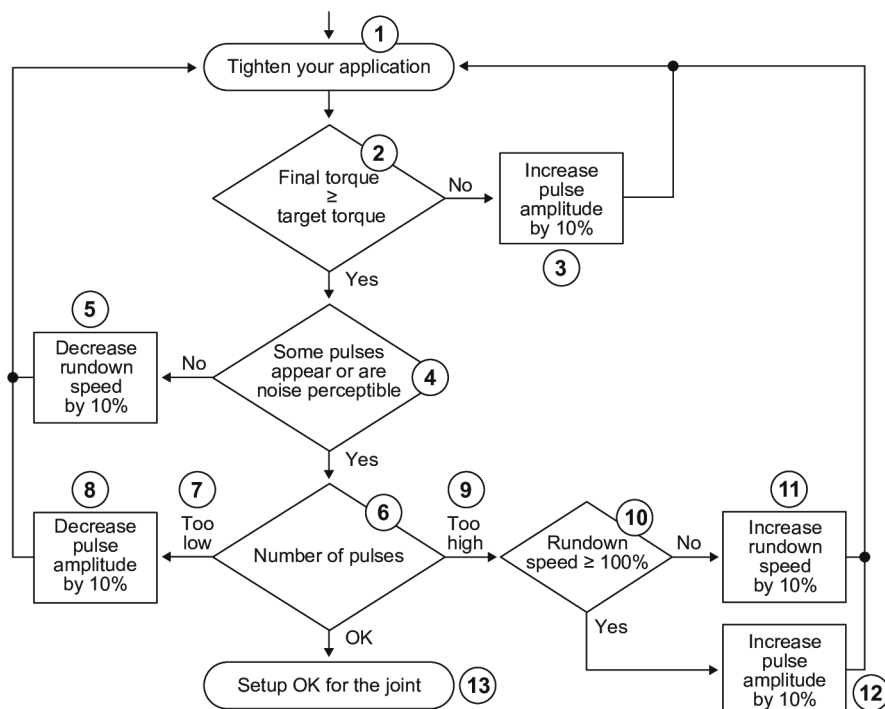 1
Tighten your application
2
Final torque
≥
target torque
No
Increase
pulse
amplitude
by 10%
3
Yes
5
Decrease
rundown
speed
by 10%
No
Some pulses
appear or are
noise perceptible
4
Yes
8
Decrease
pulse
amplitude
by 10%
7
Too
low
6
Number of pulses
9
Too
high
10
Rundown
speed ≥ 100%
No
11
Increase
rundown
speed
by 10%
Yes
Increase
pulse
amplitude
by 10%
12
OK
Setup OK for the joint
13